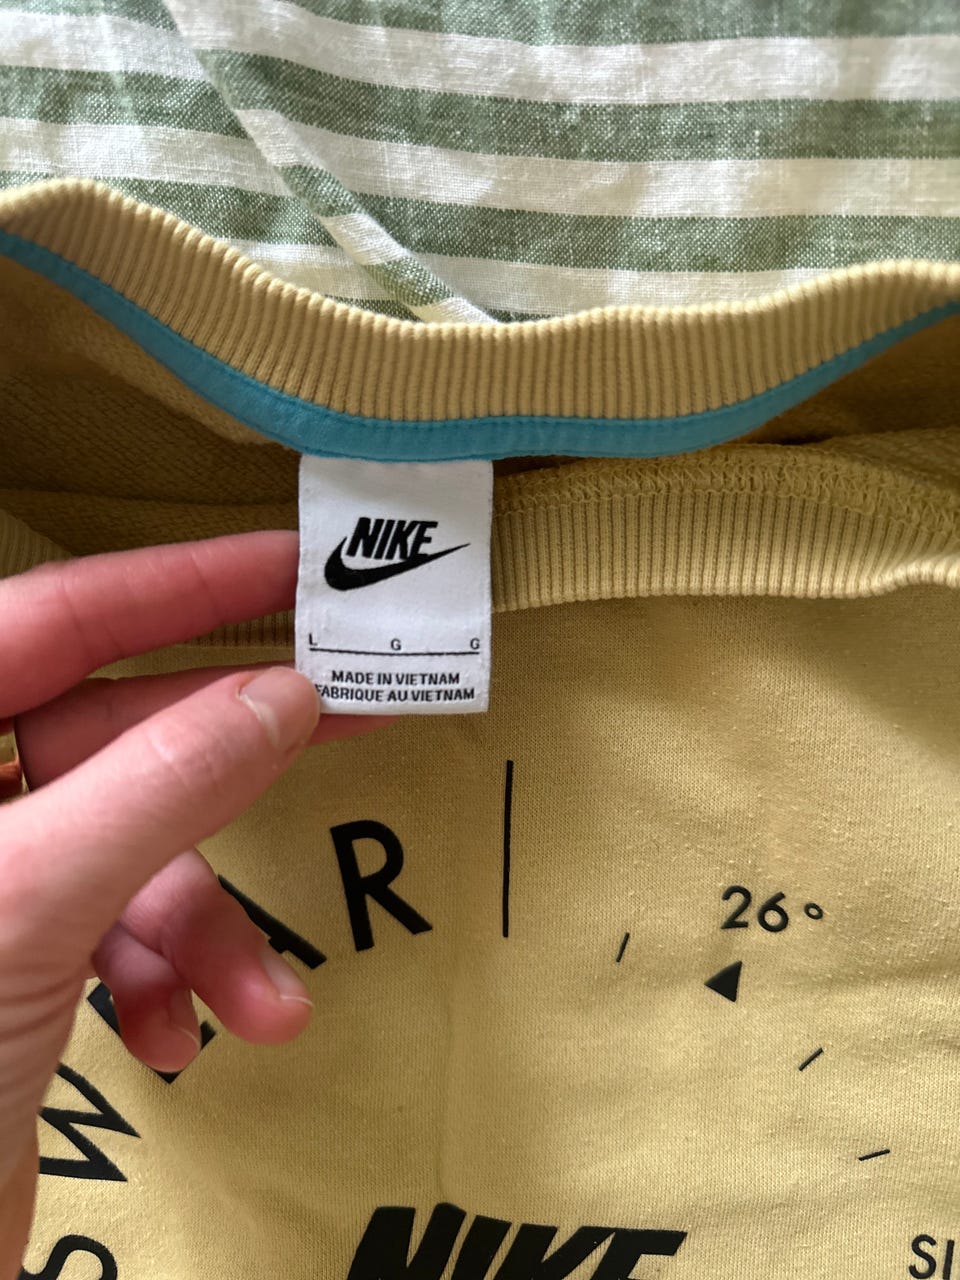 NIKE
L G G
MADE IN VIETNAM
FABRIQUE AU VIETNAM
26°
NIKE